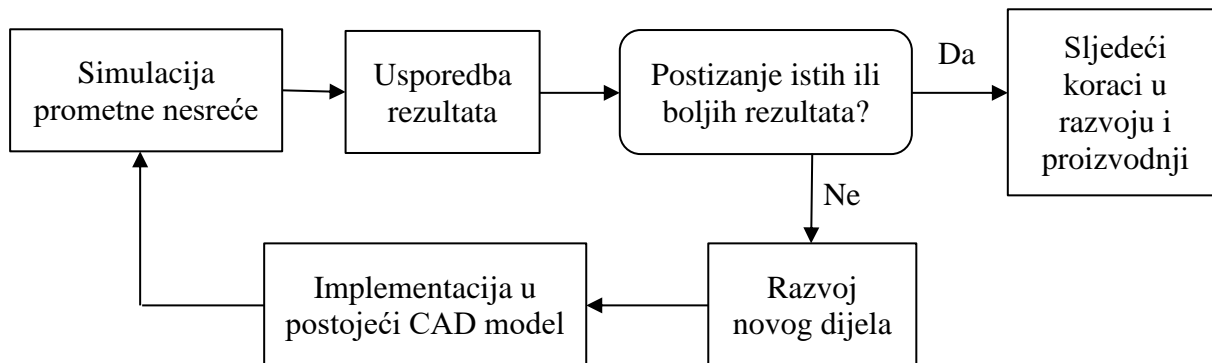 Simulacija
prometne nesreće
Usporedba
rezultata
Postizanje istih ili
boljih rezultata?
Da
Sljedeći
koraci u
razvoju i
proizvodnji
Ne
Razvoj
novog dijela
Implementacija u
postojeći CAD model